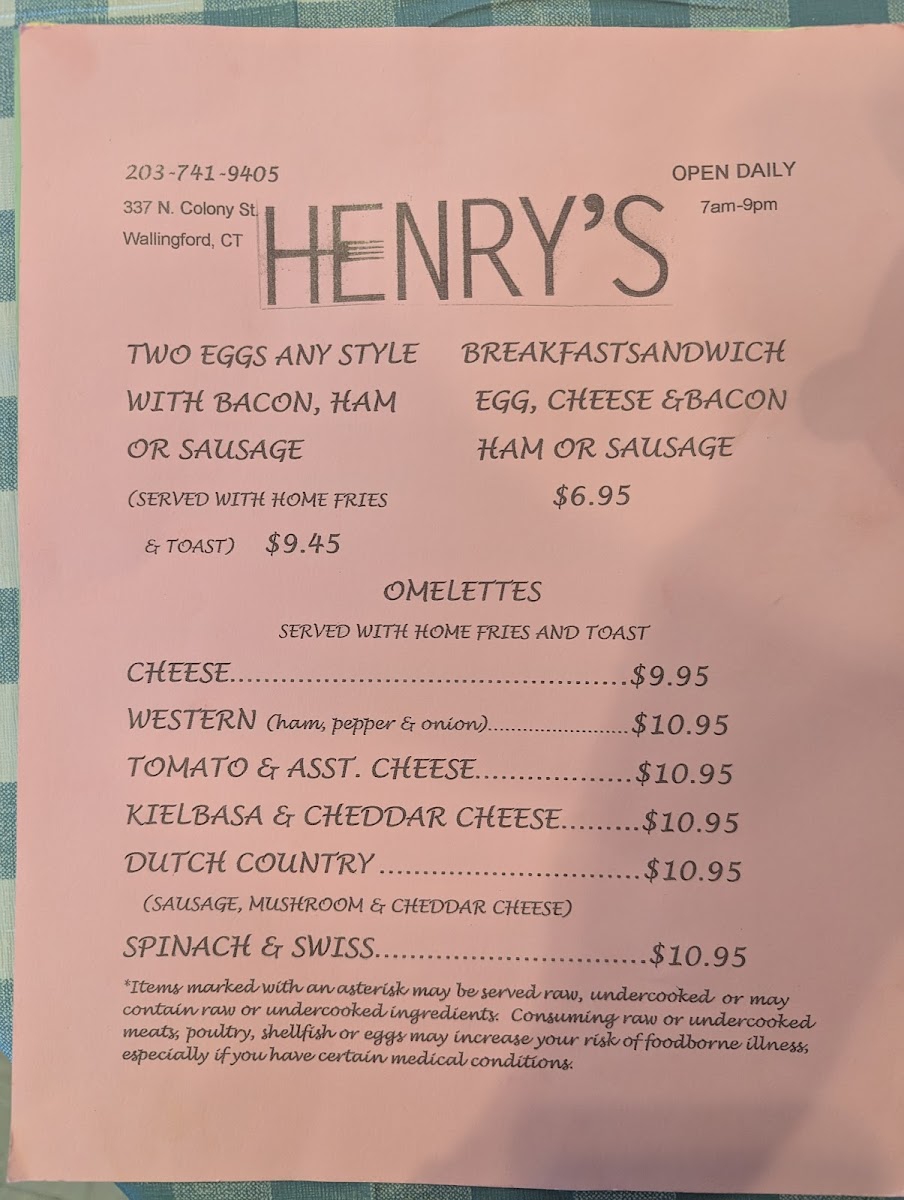 203-741-9405
OPEN DAILY
337 N. Colony St.
7am-9pm
Wallingford, CT
HENRY'S
TWO EGGS ANY STYLE
WITH BACON, HAM
OR SAUSAGE
(SERVED WITH HOME FRIES
& TOAST) $9.45
BREAKFASTSANDWICH
EGG, CHEESE &BACON
HAM OR SAUSAGE
$6.95
OMELETTES
SERVED WITH HOME FRIES AND TOAST
CHEESE...............................................$9.95
WESTERN (ham, pepper & onion).........................$10.95
TOMATO & ASST. CHEESE..................$10.95
KIELBASA & CHEDDAR CHEESE.........$10.95
DUTCH COUNTRY ...............................$10.95
(SAUSAGE, MUSHROOM & CHEDDAR CHEESE)
SPINACH & SWISS................................$10.95
*Items marked with an asterisk may be served raw, undercooked or may
contain raw or undercooked ingredients. Consuming raw or undercooked
meats, poultry, shellfish or eggs may increase your risk of foodborne illness,
especially if you have certain medical conditions.